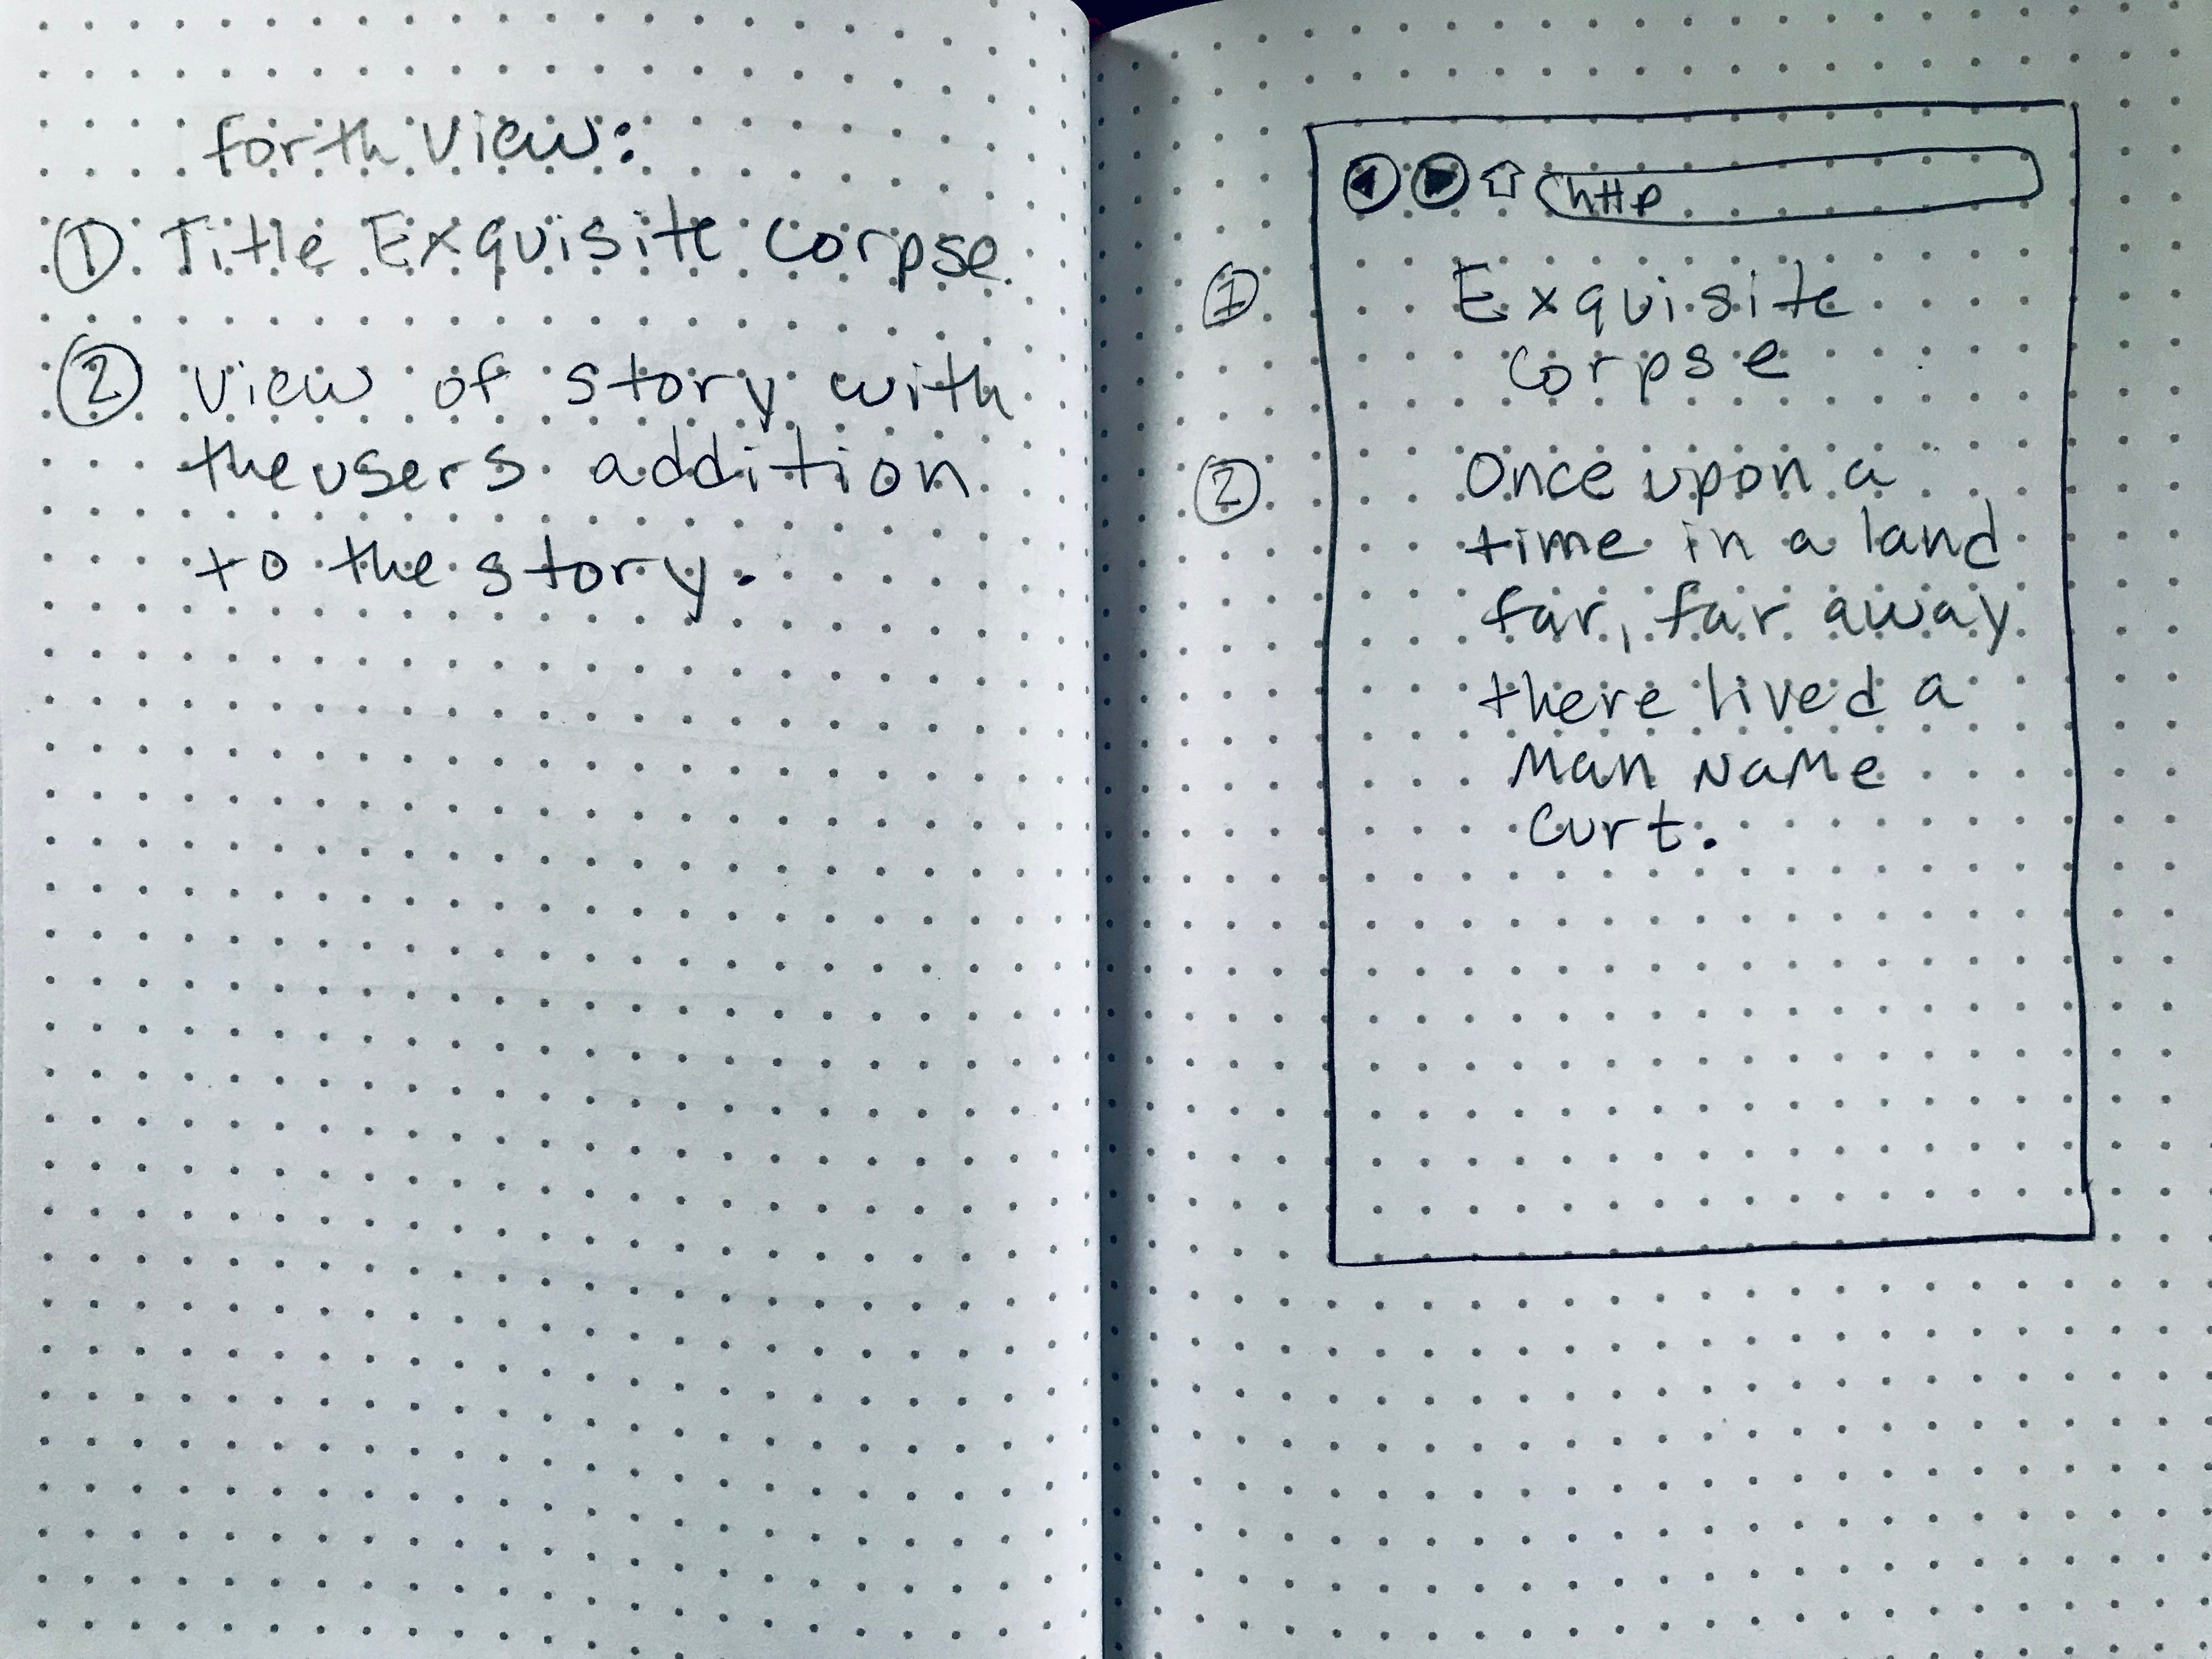 forth view:
① Title Exquisite Corpse
② view of story with
the users addition
to the story.
http
① Exquisite
Corpse
② Once upon a
time in a land
far, far away
there lived a
Man Name
Curt.